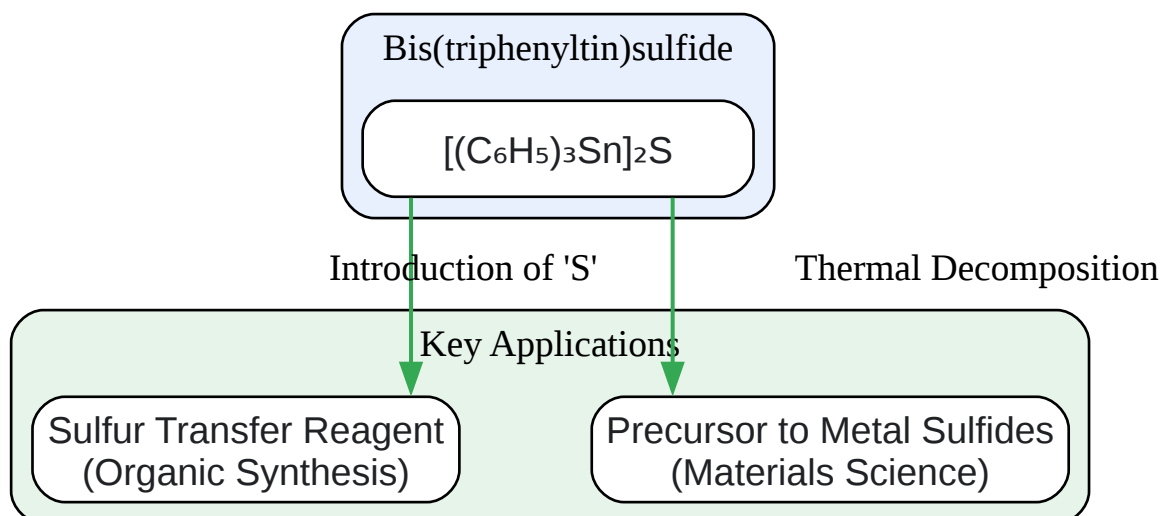 Bis(triphenyltin)sulfide
[(C₆H₅)₃Sn]₂S
Introduction of 'S'
Thermal Decomposition
Key Applications
Sulfur Transfer Reagent
(Organic Synthesis)
Precursor to Metal Sulfides
(Materials Science)